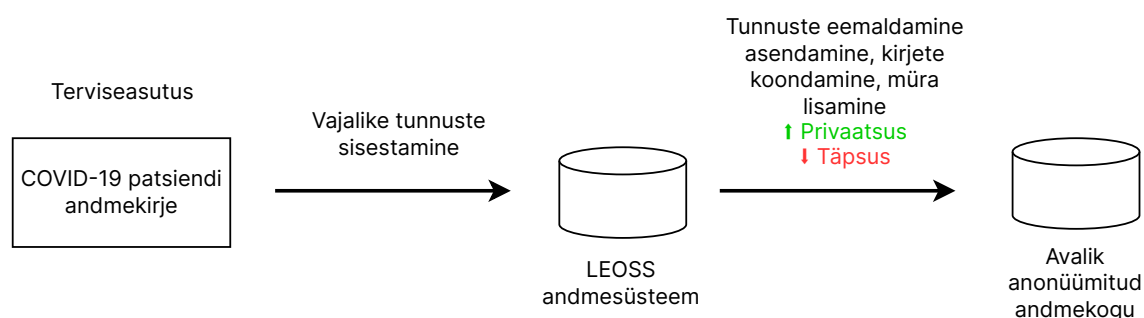 Terviseasutus
COVID-19 patsiendi
andmekirje
Vajalike tunnuste
sisestamine
LEOSS
andmesüsteem
Tunnuste eemaldamine
asendamine, kirjete
koondamine, müra
lisamine
⬆ Privaatsus
⬇ Täpsus
Avalik
anonüümitud
andmekogu